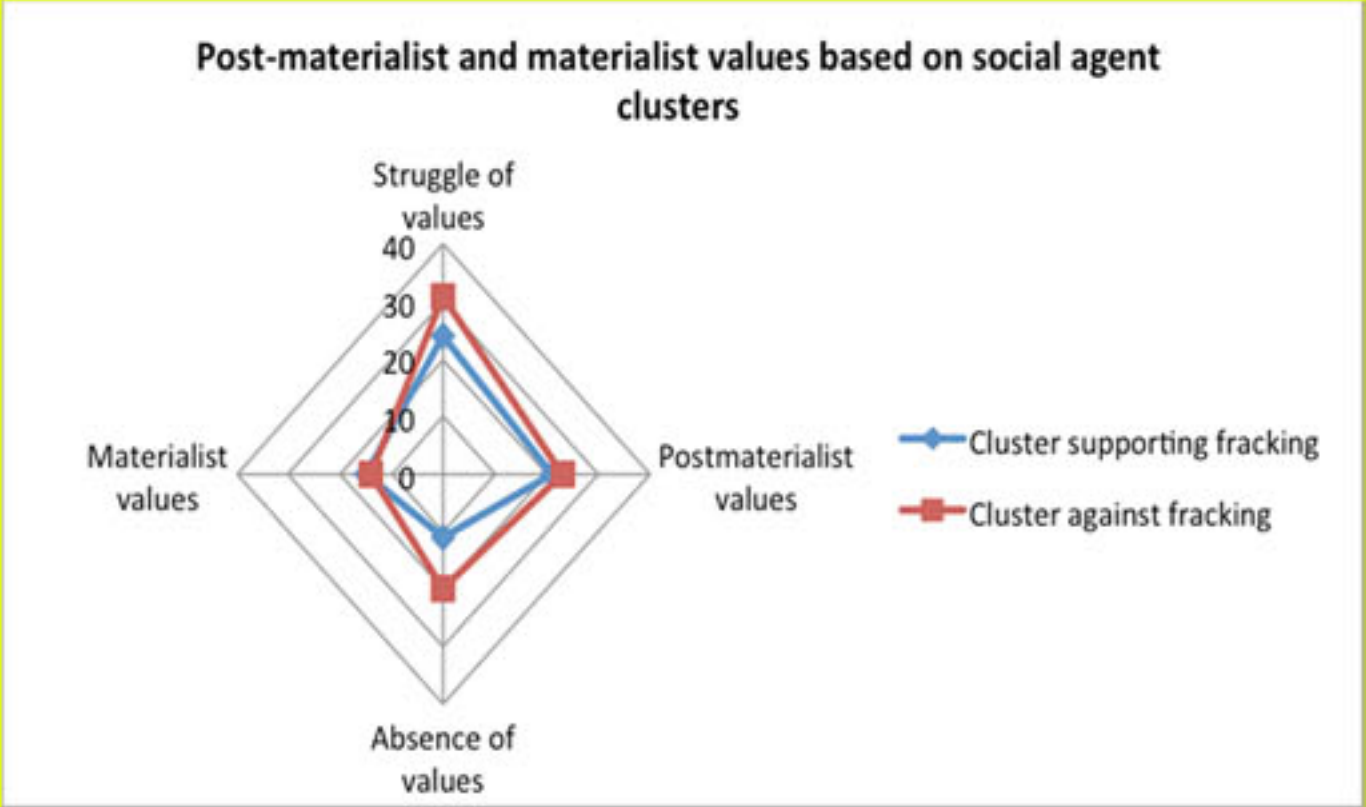 Post-materialist and materialist values based on social agent
clusters
Struggle of
values
40
30
20
10
0
Materialist
values
Postmaterialist
values
Absence of
values
Cluster supporting fracking
Cluster against fracking